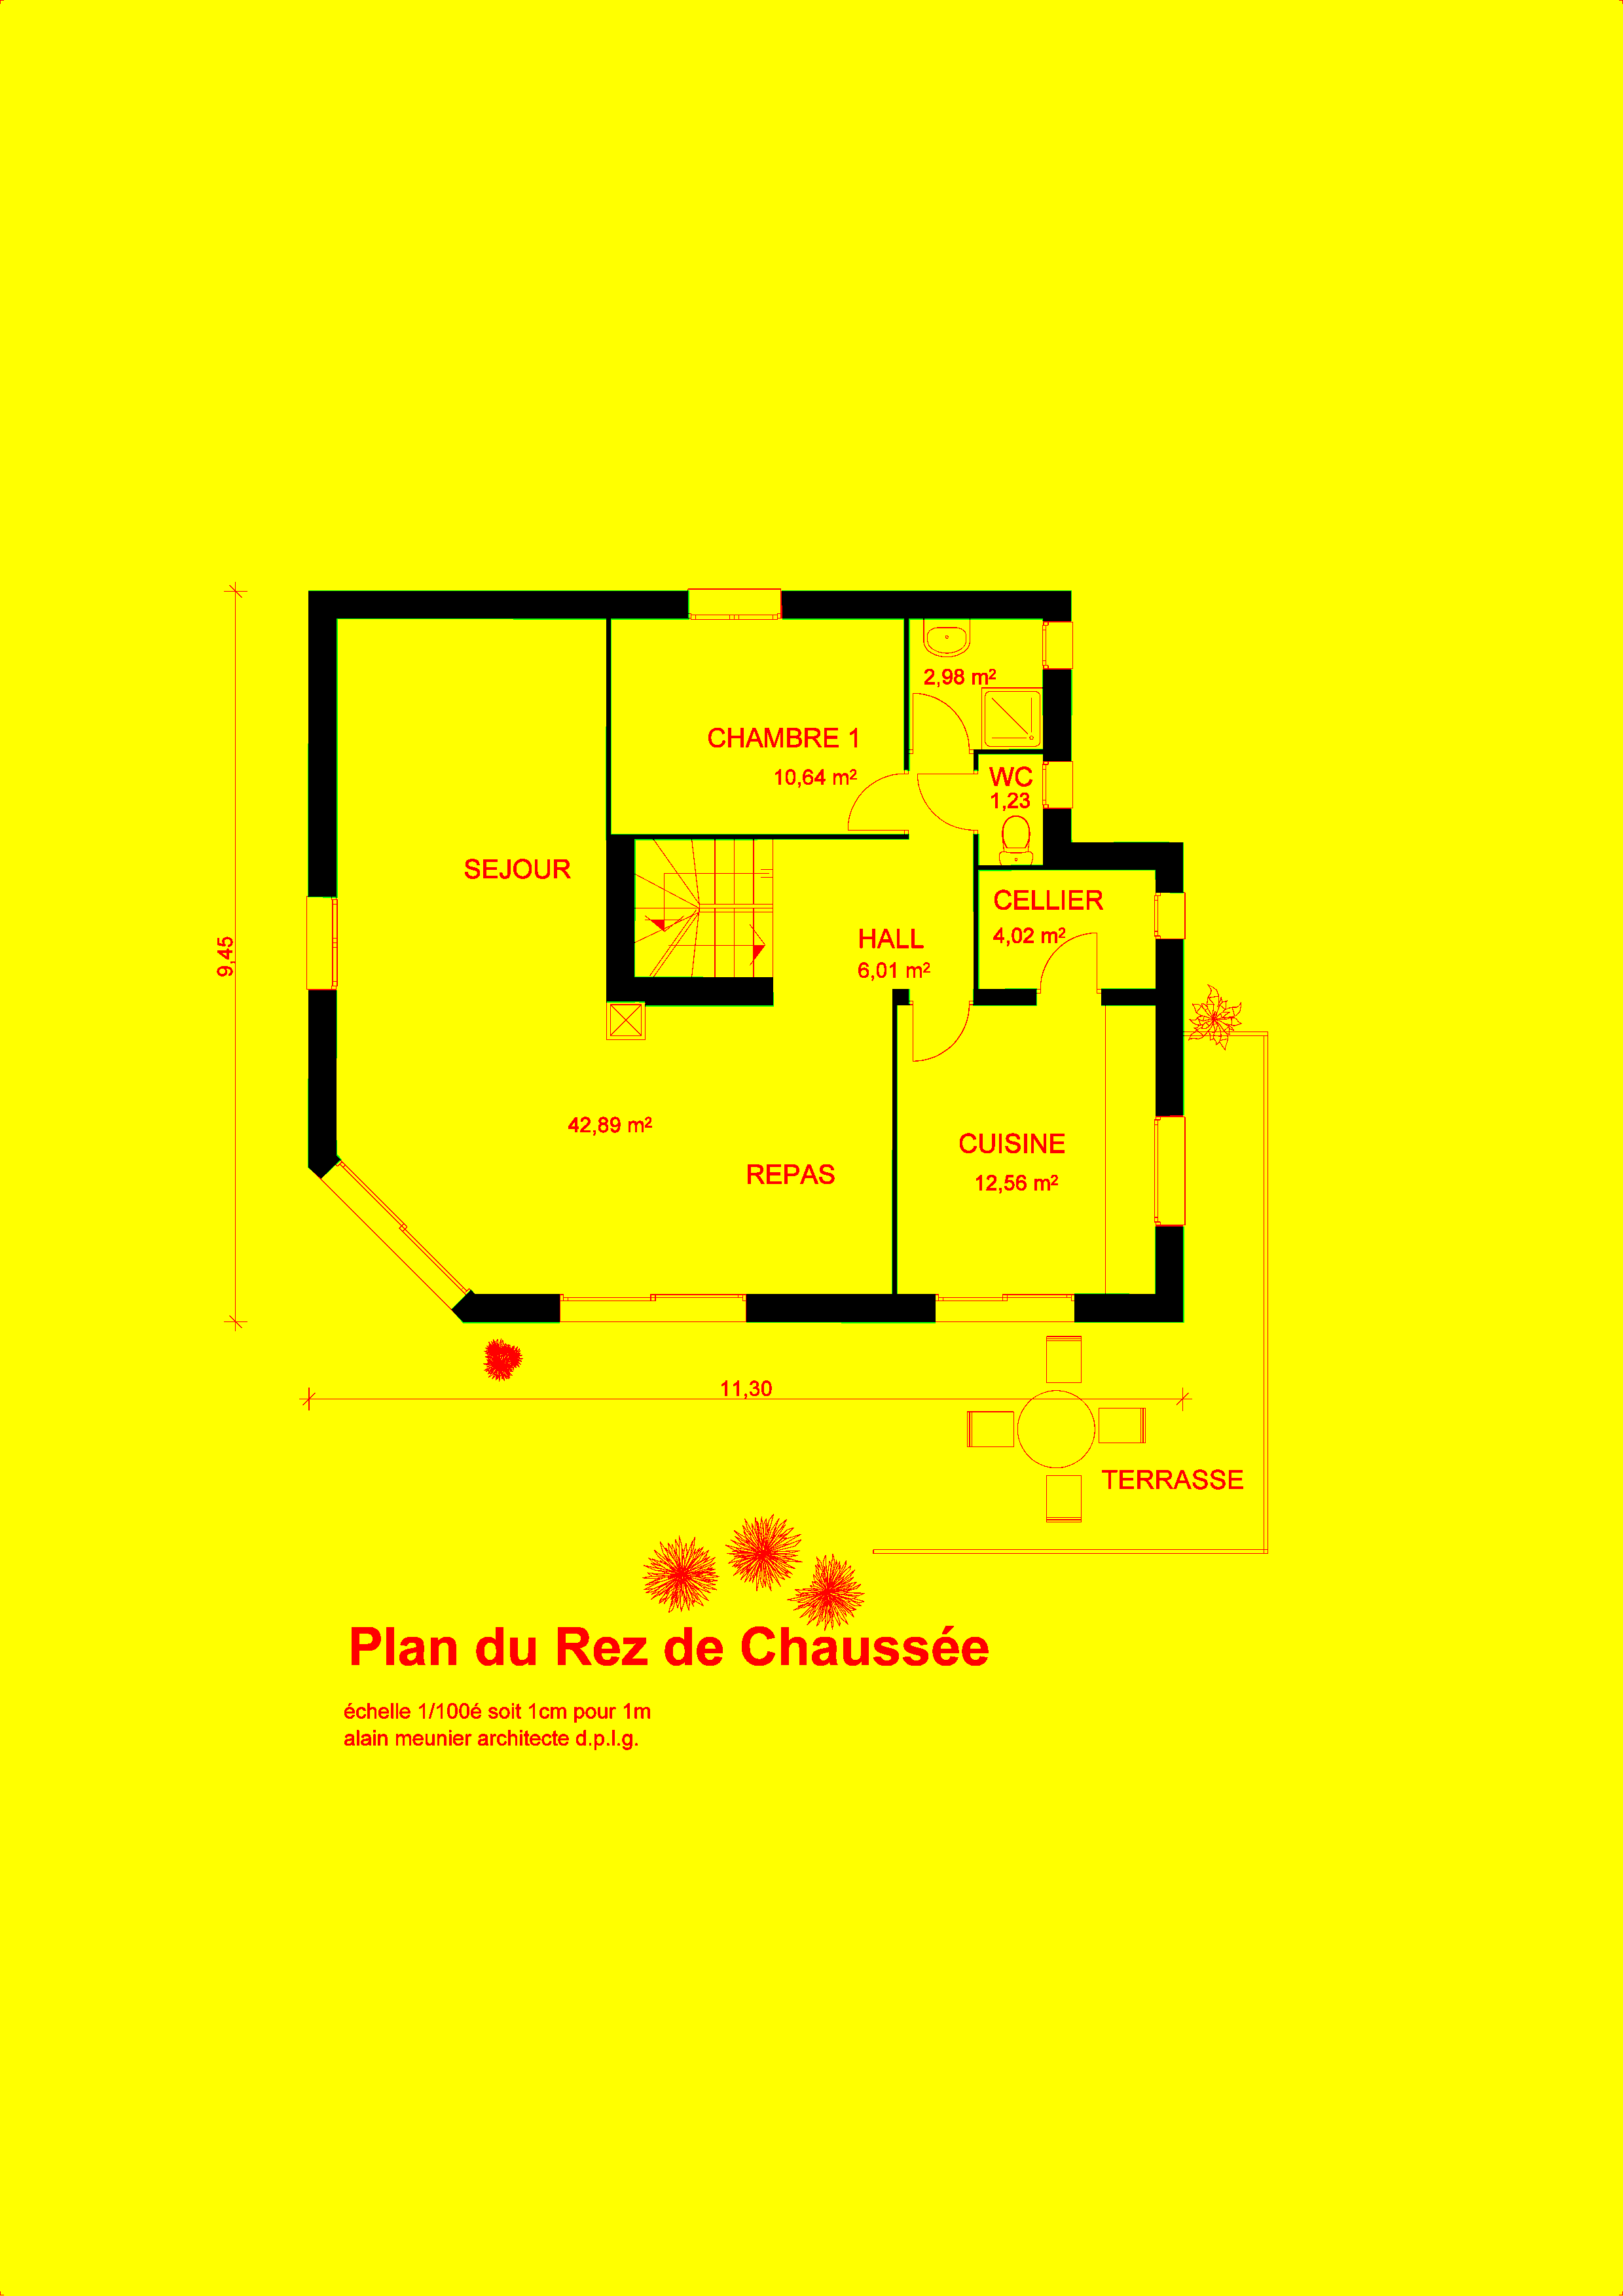 2,98 m²
CHAMBRE 1
10,64 m²
WC
1,23
SEJOUR
CELLIER
4,02 m²
HALL
6,01 m²
9,45
42,89 m²
CUISINE
12,56 m²
REPAS
11,30
TERRASSE
Plan du Rez de Chaussée
échelle 1/100é soit 1cm pour 1m
alain meunier architecte d.p.l.g.